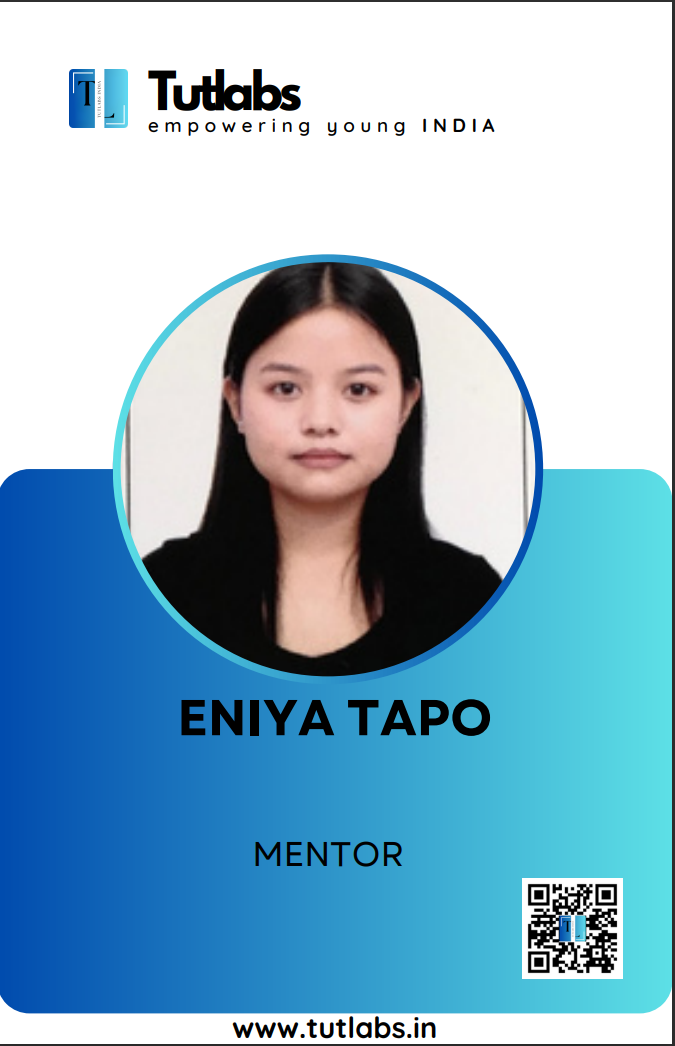 Tutlabs
empowering young INDIA
ENIYA TAPO
MENTOR
www.tutlabs.in